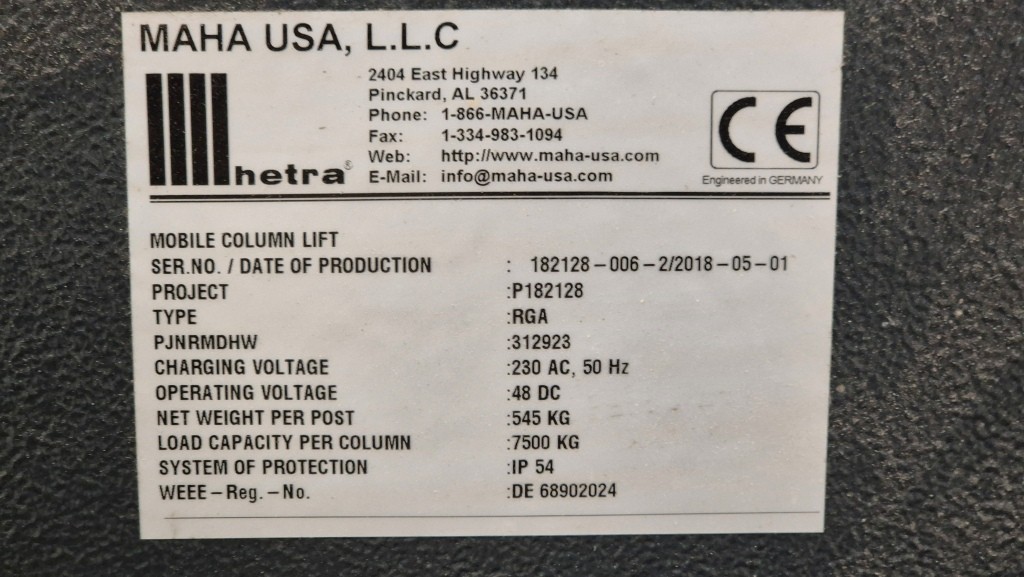 MAHA USA, L.L.C
2404 East Highway 134
Pinckard, AL 36371
Phone: 1-866-MAHA-USA
Fax: 1-334-983-1094
Web: http://www.maha-usa.com
E-Mail: info@maha-usa.com
hetra®
CE
Engineered in GERMANY
MOBILE COLUMN LIFT
SER.NO. / DATE OF PRODUCTION : 182128-006-2/2018-05-01
PROJECT :P182128
TYPE :RGA
PJNRMDHW :312923
CHARGING VOLTAGE :230 AC, 50 Hz
OPERATING VOLTAGE :48 DC
NET WEIGHT PER POST :545 KG
LOAD CAPACITY PER COLUMN :7500 KG
SYSTEM OF PROTECTION :IP 54
WEEE-Reg.-No. :DE 68902024